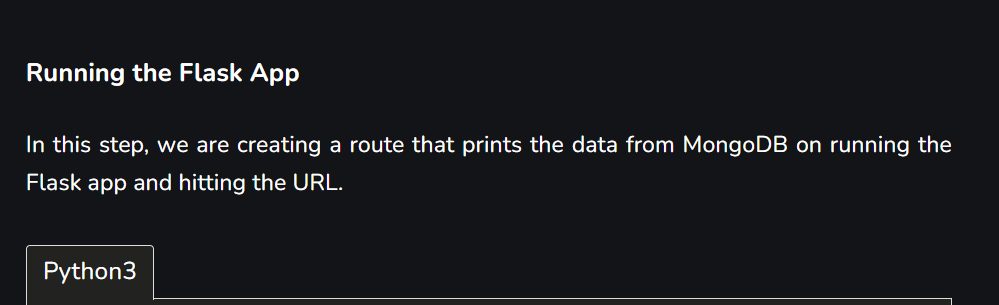 Running the Flask App
In this step, we are creating a route that prints the data from MongoDB on running the
Flask app and hitting the URL.
Python3